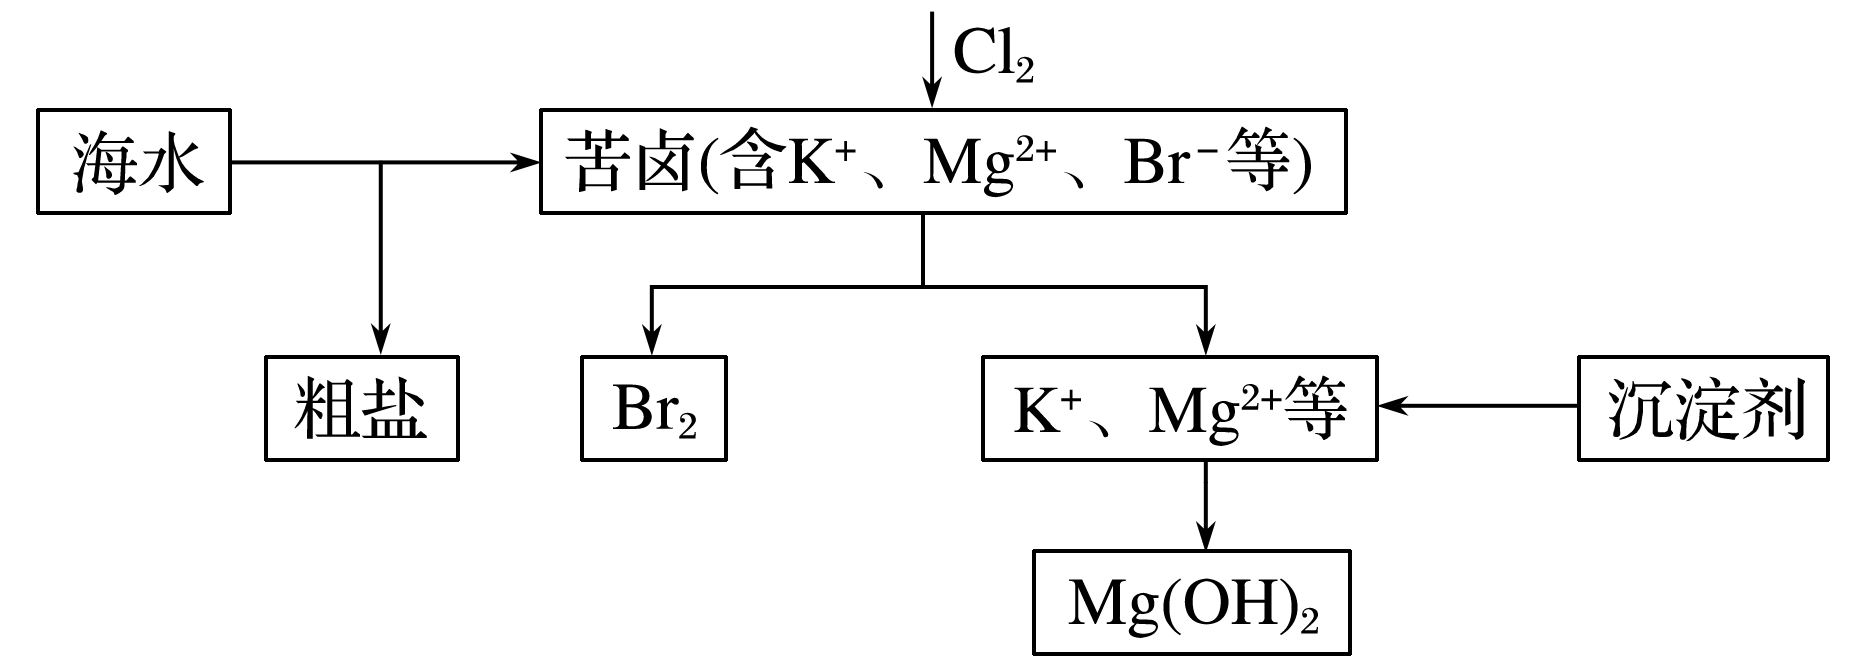 Cl₂
海水
苦卤(含K⁺、Mg²⁺、Br⁻等)
粗盐
Br₂
K⁺、Mg²⁺等
沉淀剂
Mg(OH)₂